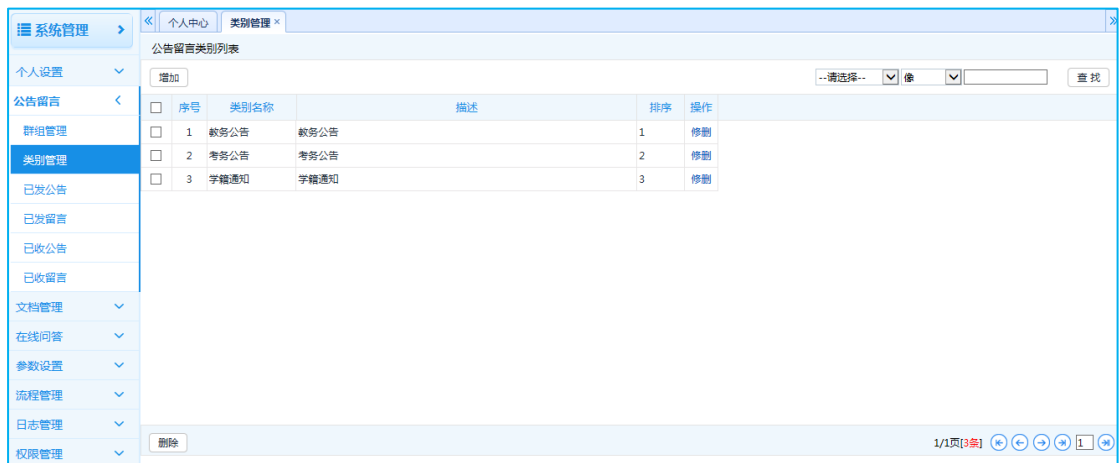 系统管理
个人中心 类别管理 ×
公告留言类别列表
增加 --请选择-- 像 查 找
个人设置
公告留言
群组管理
类别管理
已发公告
已发留言
已收公告
已收留言
文档管理
在线问答
参数设置
流程管理
日志管理
权限管理
序号 类别名称 描述 排序 操作
1 教务公告 教务公告 1 修删
2 考务公告 考务公告 2 修删
3 学籍通知 学籍通知 3 修删
删除 1/1页[3条] 1